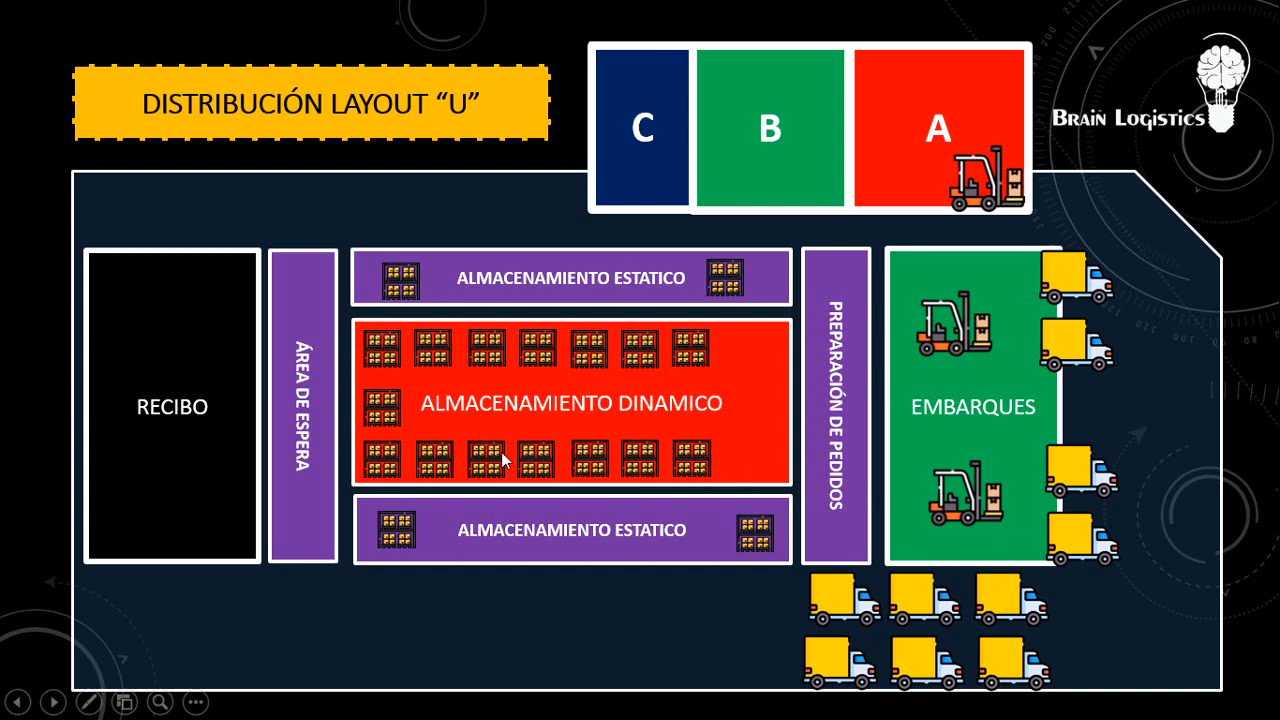 DISTRIBUCIÓN LAYOUT “U”
C
B
A
BRAIN LOGISTICS
RECIBO
ÁREA DE ESPERA
ALMACENAMIENTO ESTATICO
ALMACENAMIENTO DINAMICO
ALMACENAMIENTO ESTATICO
PREPARACIÓN DE PEDIDOS
EMBARQUES